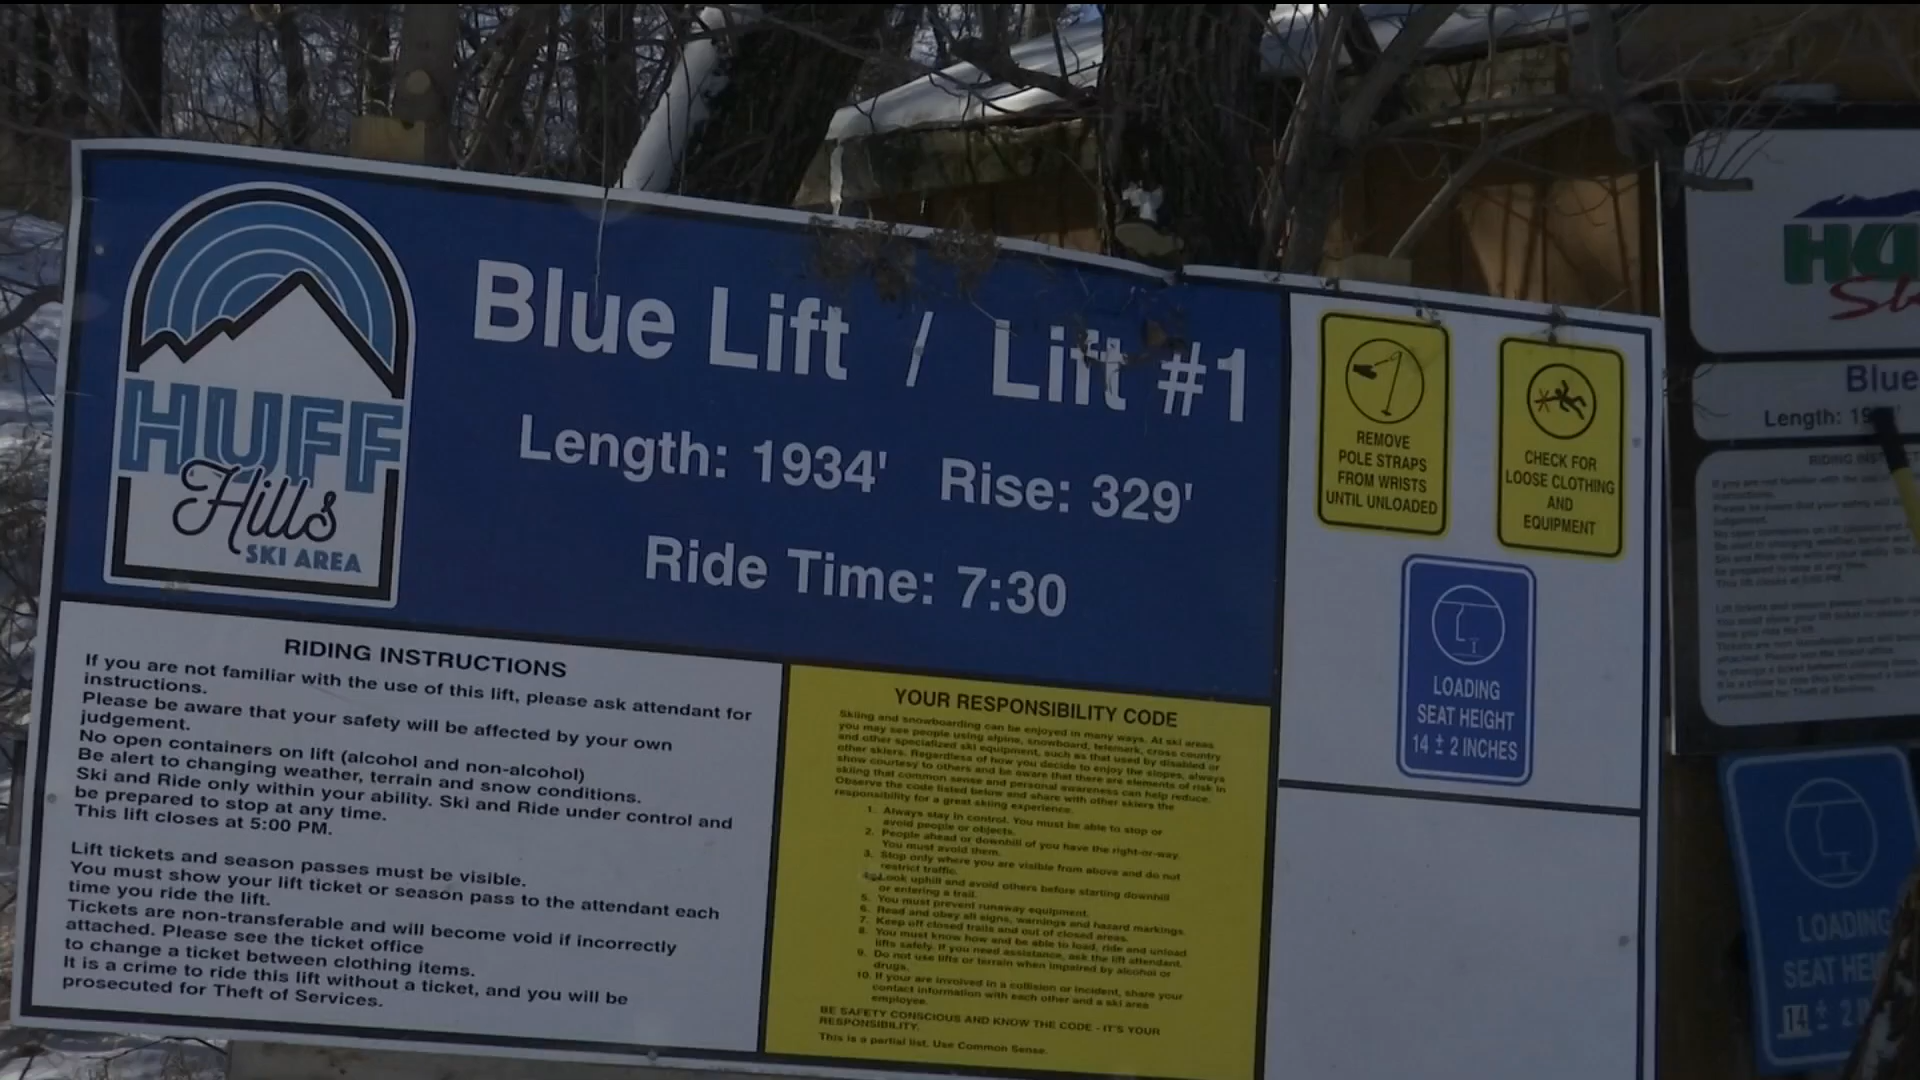 HUFF
Hills
SKI AREA
Blue Lift / Lift #1
Length: 1934' Rise: 329'
Ride Time: 7:30
RIDING INSTRUCTIONS
If you are not familiar with the use of this lift, please ask attendant for
instructions.
Please be aware that your safety will be affected by your own
judgement.
No open containers on lift (alcohol and non-alcohol)
Be alert to changing weather, terrain and snow conditions.
Ski and Ride only within your ability. Ski and Ride under control and
be prepared to stop at any time.
This lift closes at 5:00 PM.
Lift tickets and season passes must be visible.
You must show your lift ticket or season pass to the attendant each
time you ride the lift.
Tickets are non-transferable and will become void if incorrectly
attached. Please see the ticket office
to change a ticket between clothing items.
It is a crime to ride this lift without a ticket, and you will be
prosecuted for Theft of Services.
YOUR RESPONSIBILITY CODE
Skiing and snowboarding can be enjoyed in many ways. At ski areas
you may see people using alpine, snowboard, telemark, cross country
and other specialized ski equipment, such as that used by disabled or
other skiers. Regardless of how you decide to enjoy the slopes, always
show courtesy to others and be aware that there are elements of risk in
skiing that common sense and personal awareness can help reduce.
Observe the code listed below and share with other skiers the
responsibility for a great skiing experience.
1. Always stay in control. You must be able to stop or
avoid people or objects.
2. People ahead or downhill of you have the right-or-way.
You must avoid them.
3. Stop only where you are visible from above and do not
restrict traffic.
4. Look uphill and avoid others before starting downhill
or entering a trail.
5. You must prevent runaway equipment.
6. Read and obey all signs, warnings and hazard markings.
7. Keep off closed trails and out of closed areas.
8. You must know how and be able to load, ride and unload
lifts safely. If you need assistance, ask the lift attendant.
9. Do not use lifts or terrain when impaired by alcohol or
drugs.
10. If your are involved in a collision or incident, share your
contact information with each other and a ski area
employee.
BE SAFETY CONSCIOUS AND KNOW THE CODE - IT'S YOUR
RESPONSIBILITY.
This is a partial list. Use Common Sense.
REMOVE
POLE STRAPS
FROM WRISTS
UNTIL UNLOADED
CHECK FOR
LOOSE CLOTHING
AND
EQUIPMENT
LOADING
SEAT HEIGHT
14 ± 2 INCHES
Blue
Length:
LOADING
SEAT
14 ± 2